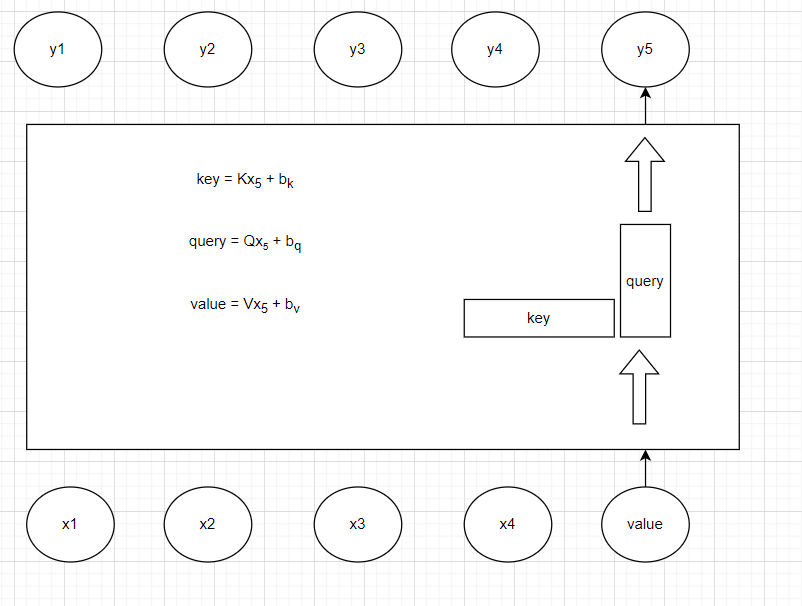 y1 y2 y3 y4 y5
key = Kx₅ + bₖ
query = Qx₅ + b_q
value = Vx₅ + bᵥ
query
key
x1 x2 x3 x4 value